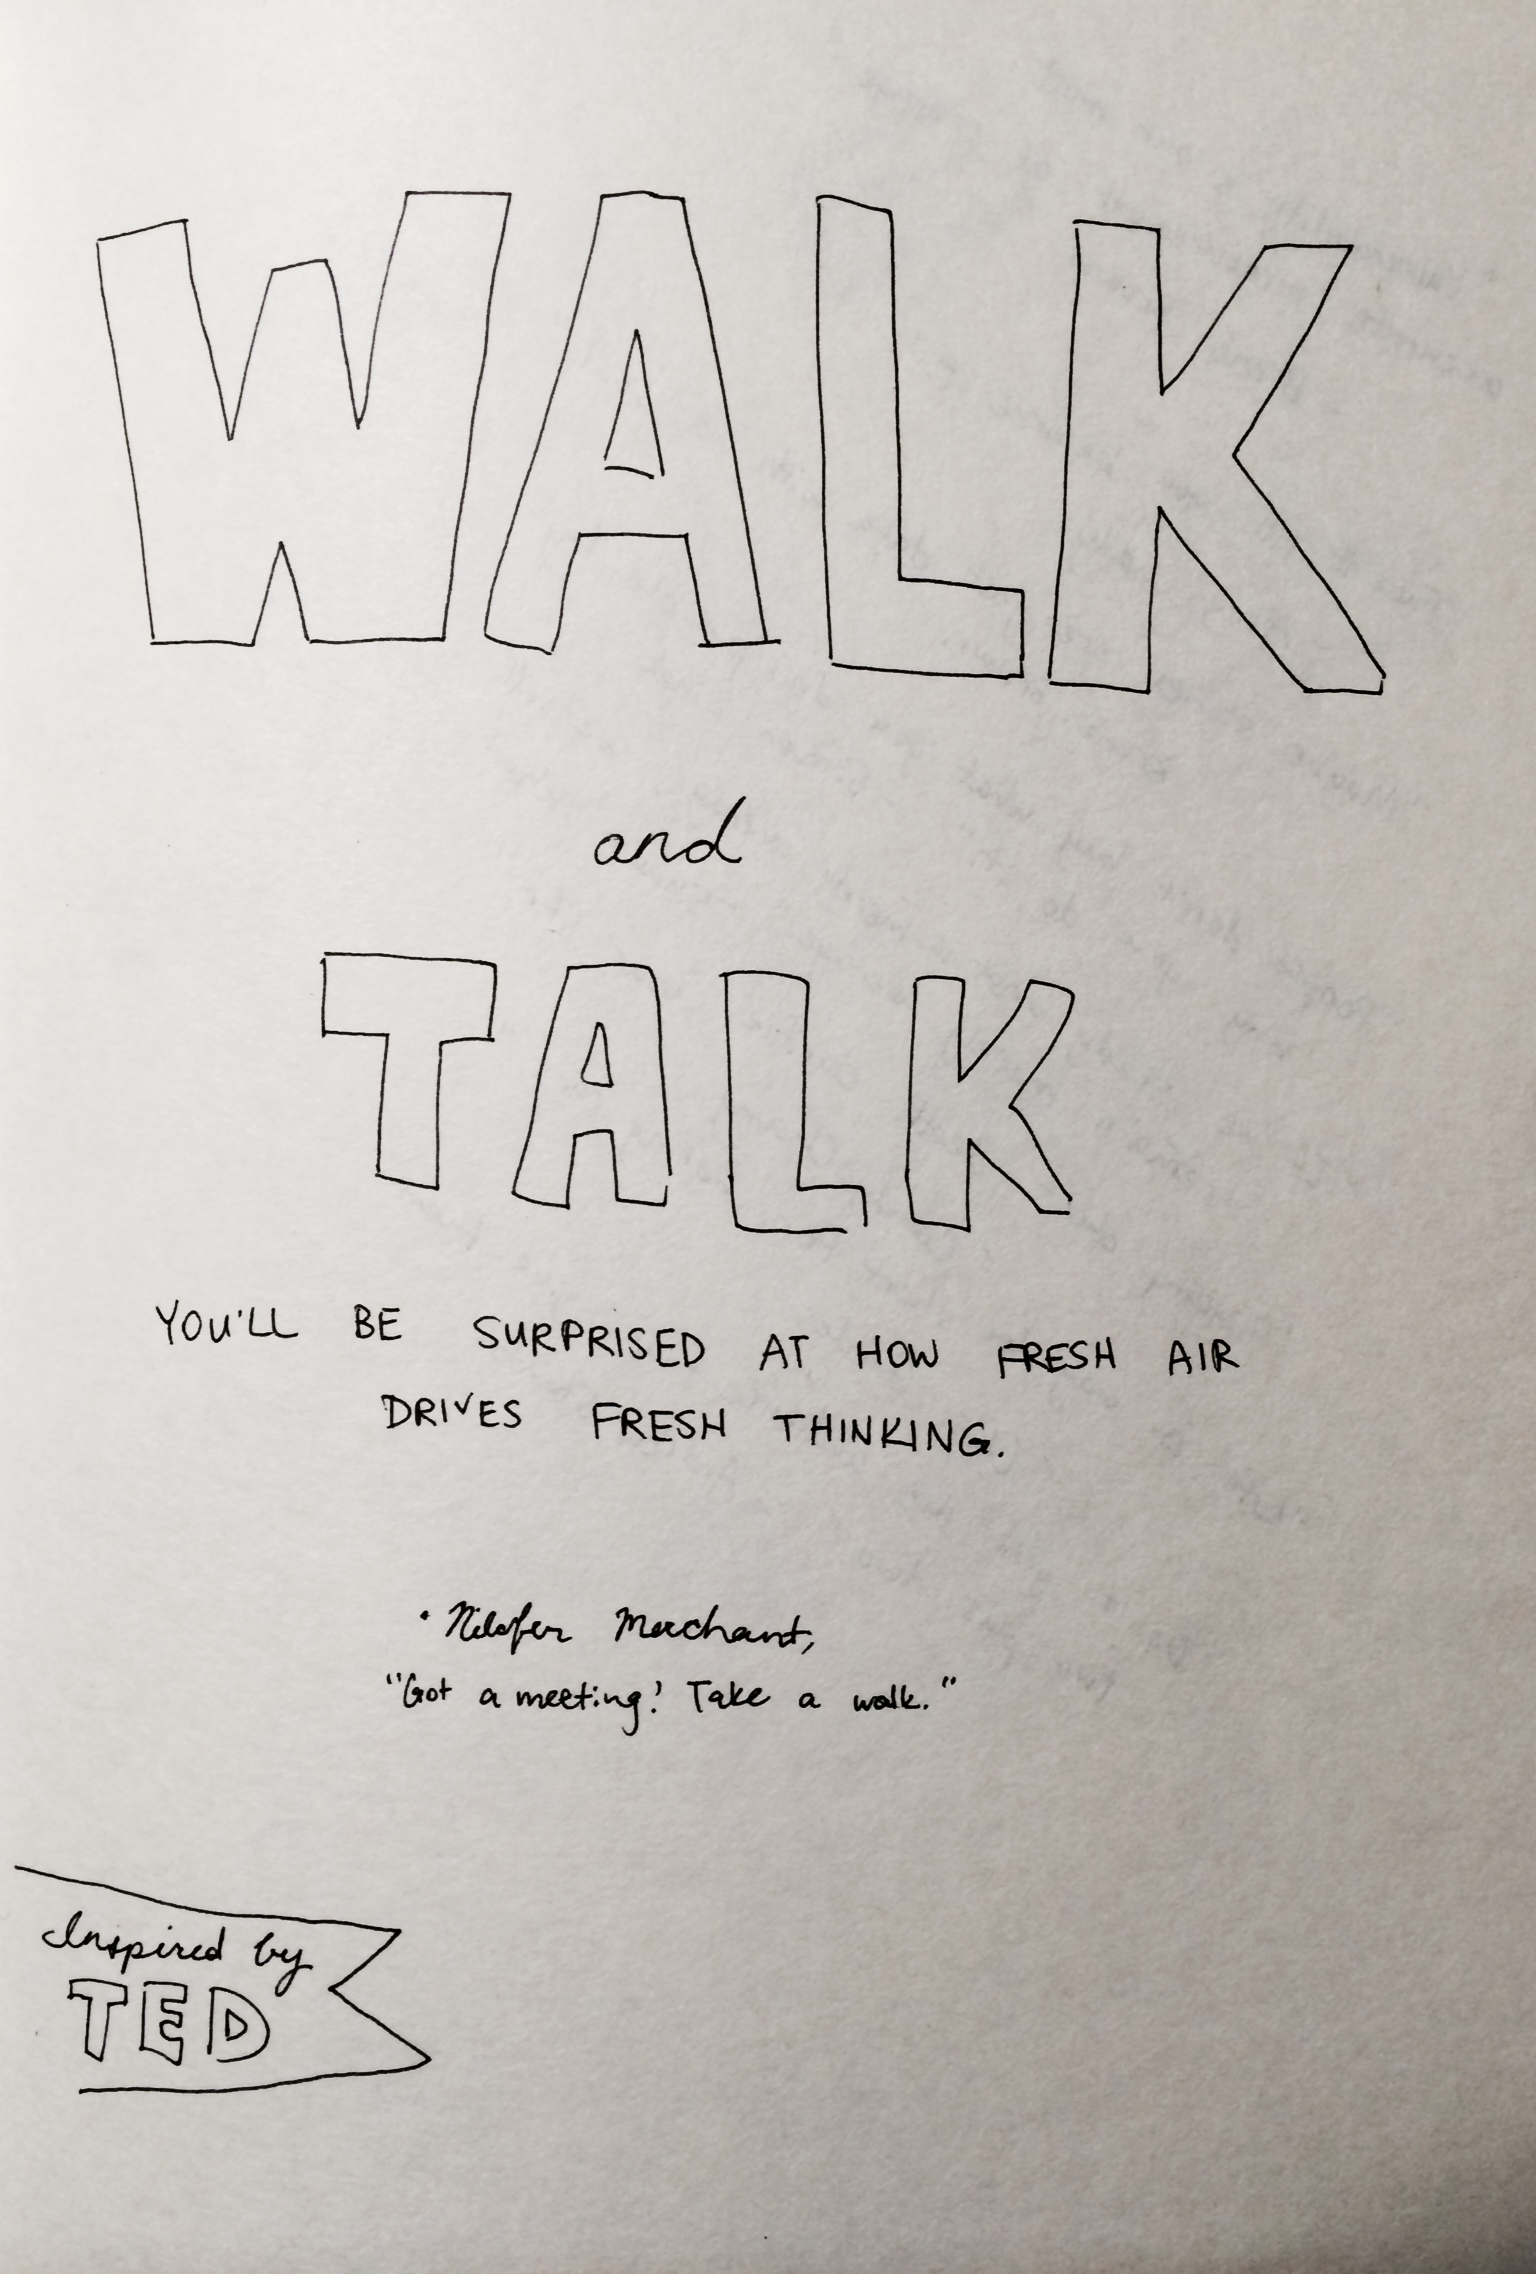 WALK
and
TALK
YOU'LL BE SURPRISED AT HOW FRESH AIR
DRIVES FRESH THINKING.
• Nilofer Merchant,
"Got a meeting? Take a walk."
Inspired by
TED